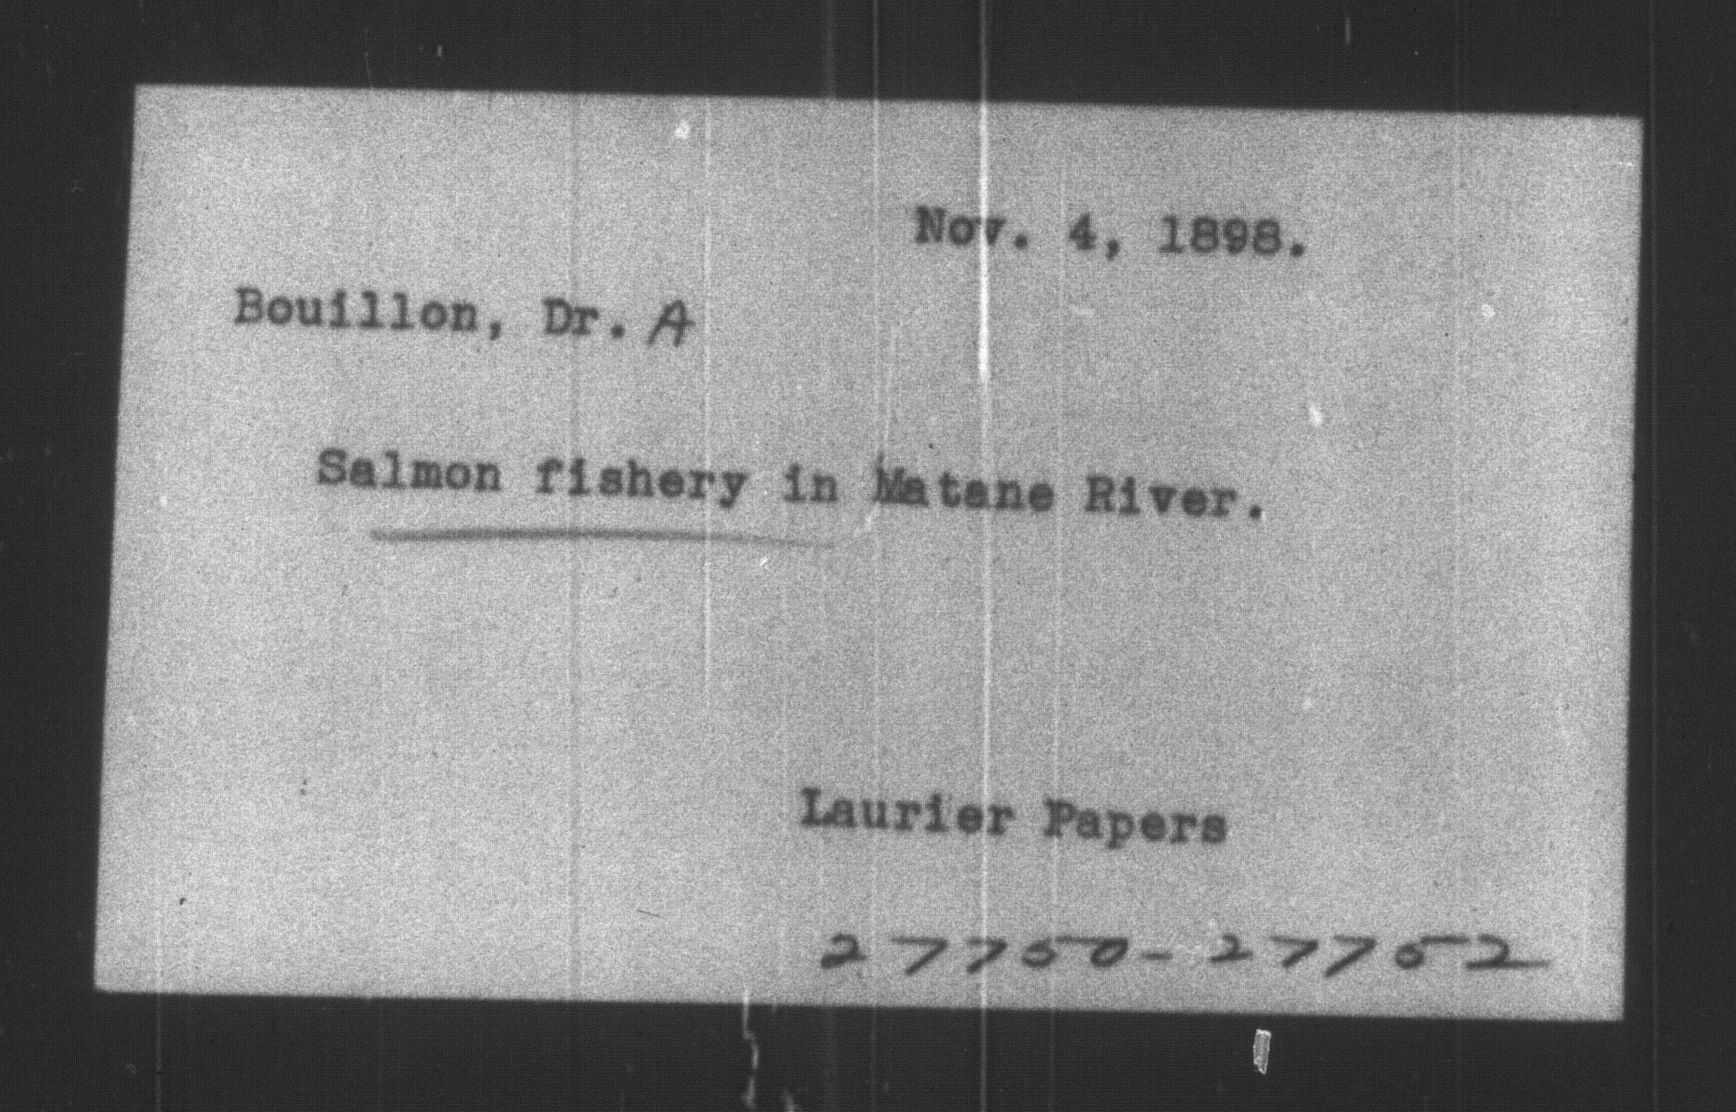 Nov. 4, 1898.
Bouillon, Dr. A
Salmon fishery in Matane River.
Laurier Papers
27750-27752